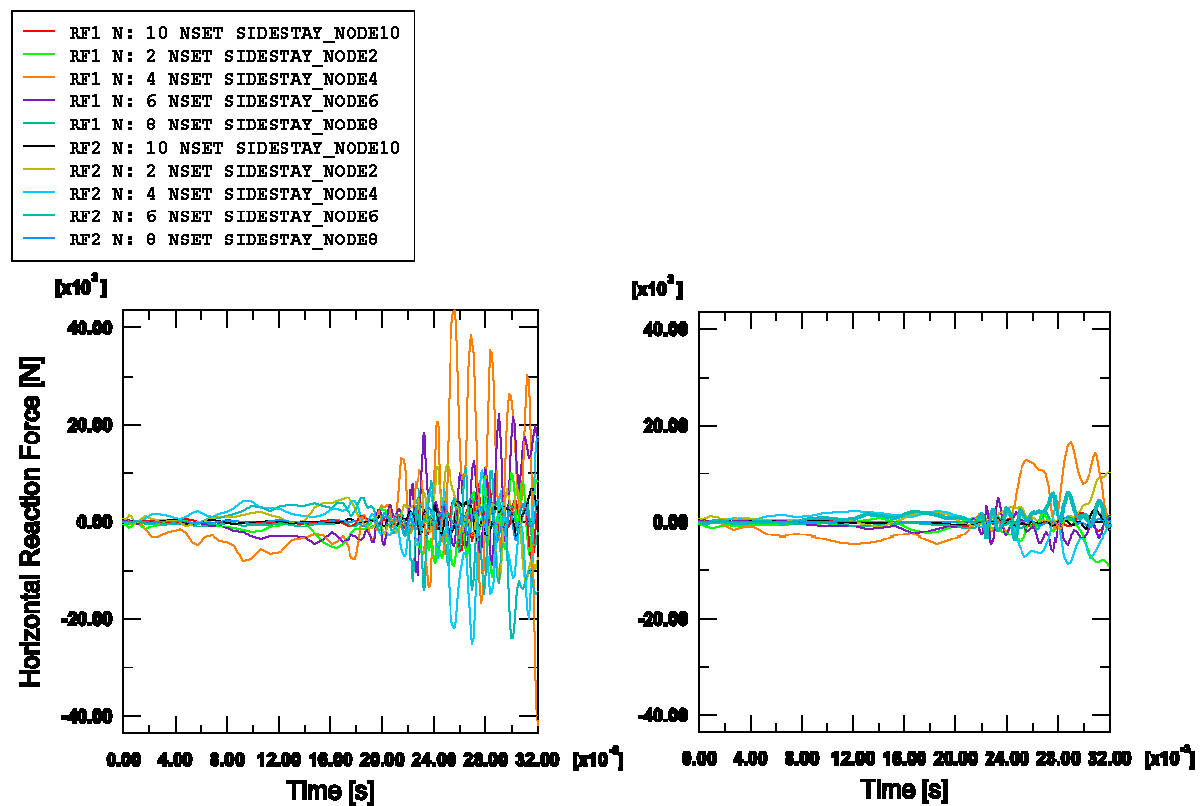 RF1 N: 10 NSET SIDESTAY_NODE10
RF1 N: 2 NSET SIDESTAY_NODE2
RF1 N: 4 NSET SIDESTAY_NODE4
RF1 N: 6 NSET SIDESTAY_NODE6
RF1 N: 8 NSET SIDESTAY_NODE8
RF2 N: 10 NSET SIDESTAY_NODE10
RF2 N: 2 NSET SIDESTAY_NODE2
RF2 N: 4 NSET SIDESTAY_NODE4
RF2 N: 6 NSET SIDESTAY_NODE6
RF2 N: 8 NSET SIDESTAY_NODE8
[x10³]
40.00
20.00
0.00
-20.00
-40.00
Horizontal Reaction Force [N]
0.00 4.00 8.00 12.00 16.00 20.00 24.00 28.00 32.00 [x10⁻³]
Time [s]
[x10³]
40.00
20.00
0.00
-20.00
-40.00
0.00 4.00 8.00 12.00 16.00 20.00 24.00 28.00 32.00 [x10⁻³]
Time [s]